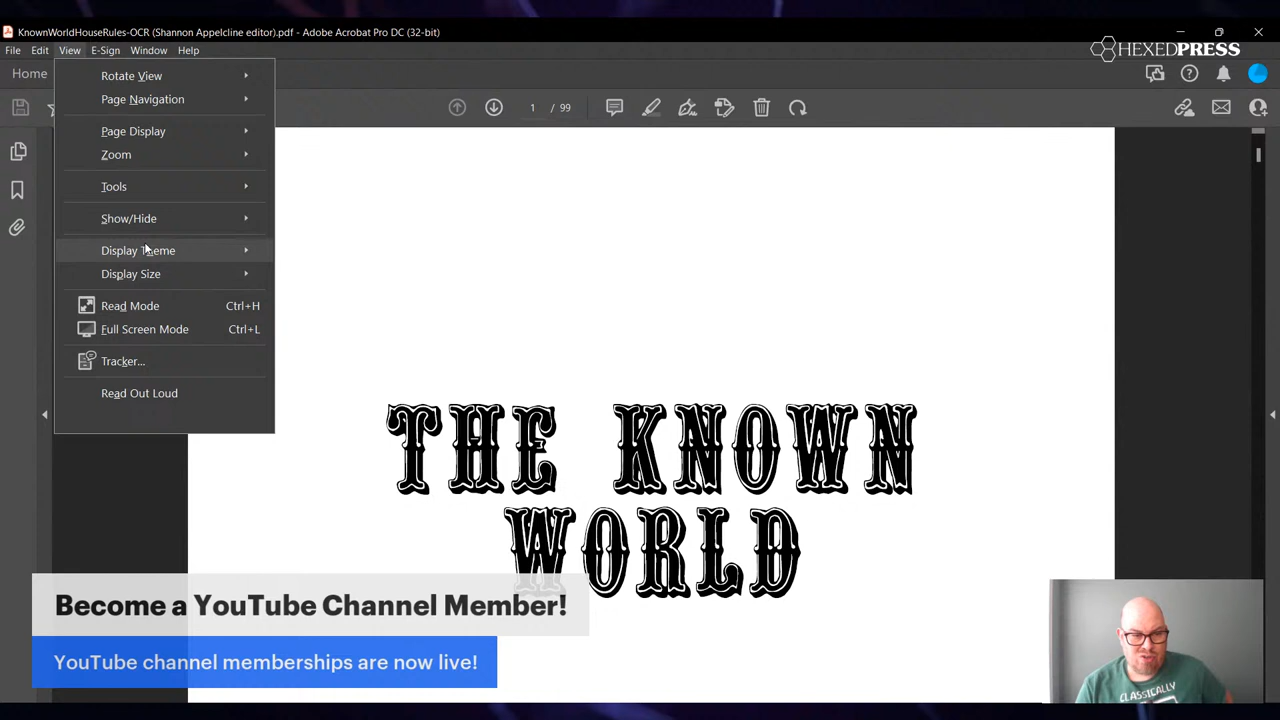 KnownWorldHouseRules-OCR (Shannon Appelcline editor).pdf - Adobe Acrobat Pro DC (32-bit)
File Edit View E-Sign Window Help
HEXEDPRESS
Home
1 / 99
Rotate View
Page Navigation
Page Display
Zoom
Tools
Show/Hide
Display Theme
Display Size
Read Mode Ctrl+H
Full Screen Mode Ctrl+L
Tracker...
Read Out Loud
THE KNOWN
WORLD
Become a YouTube Channel Member!
YouTube channel memberships are now live!
CLASSICALLY